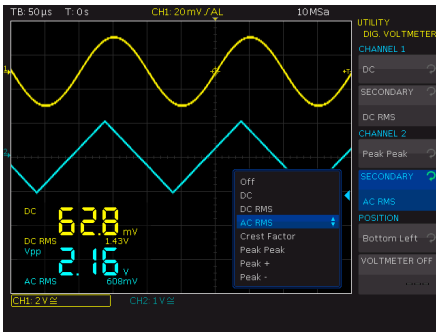 TB: 50 µs T: 0 s CH1: 20 mV / AL 10 MSa
UTILITY
DIG. VOLTMETER
CHANNEL 1
DC
SECONDARY
DC RMS
CHANNEL 2
Peak Peak
SECONDARY
AC RMS
POSITION
Bottom Left
VOLTMETER OFF
Off
DC
DC RMS
AC RMS
Crest Factor
Peak Peak
Peak +
Peak -
DC 62.8 mV
DC RMS 1.43V
Vpp 2.16 V
AC RMS 608mV
CH1: 2 V ≅ CH2: 1 V ≅